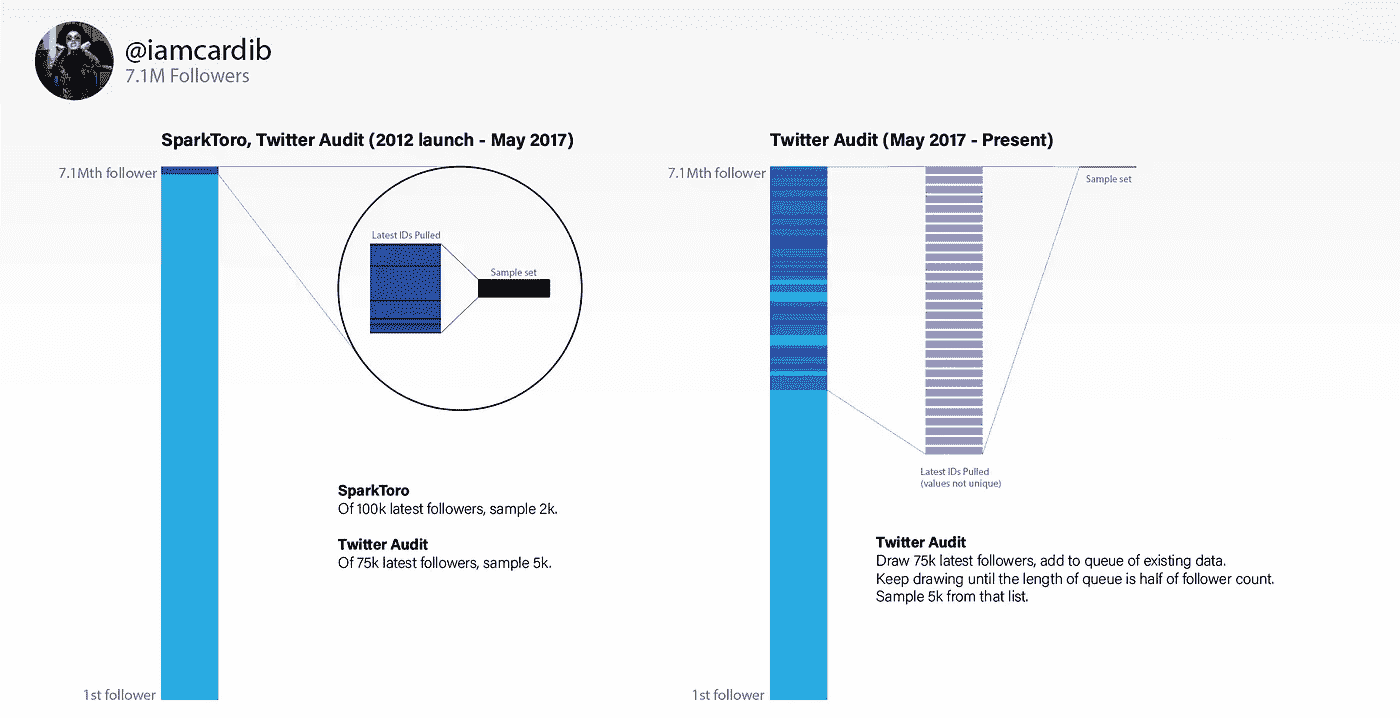 @iamcardib
7.1M Followers
SparkToro, Twitter Audit (2012 launch - May 2017)
7.1Mth follower
Latest IDs Pulled
Sample set
SparkToro
Of 100k latest followers, sample 2k.
Twitter Audit
Of 75k latest followers, sample 5k.
1st follower
Twitter Audit (May 2017 - Present)
7.1Mth follower
Sample set
Latest IDs Pulled
(values not unique)
Twitter Audit
Draw 75k latest followers, add to queue of existing data.
Keep drawing until the length of queue is half of follower count.
Sample 5k from that list.
1st follower